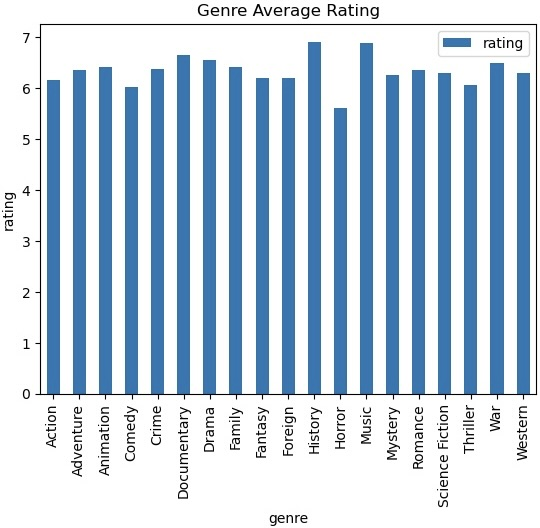 Genre Average Rating
rating
7
6
5
4
3
2
1
0
rating
Action
Adventure
Animation
Comedy
Crime
Documentary
Drama
Family
Fantasy
Foreign
History
Horror
Music
Mystery
Romance
Science Fiction
Thriller
War
Western
genre